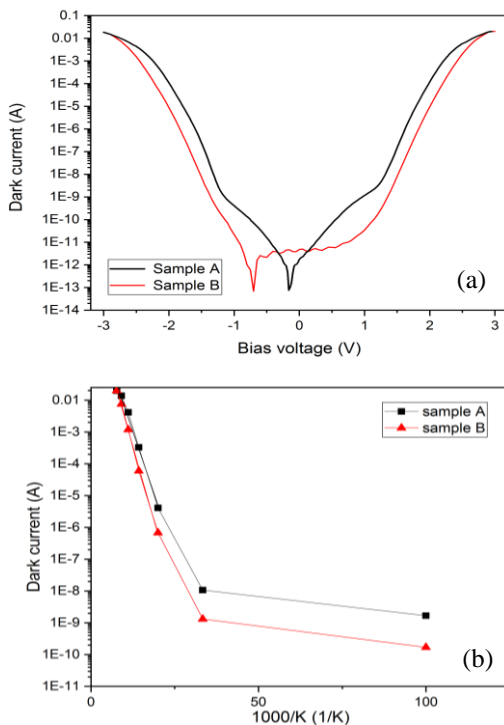 0.1
0.01
1E-3
1E-4
1E-5
1E-6
1E-7
1E-8
1E-9
1E-10
1E-11
1E-12
1E-13
1E-14
Dark current (A)
Sample A
Sample B
(a)
-3 -2 -1 0 1 2 3
Bias voltage (V)
0.01
1E-3
1E-4
1E-5
1E-6
1E-7
1E-8
1E-9
1E-10
1E-11
Dark current (A)
sample A
sample B
(b)
0 50 100
1000/K (1/K)